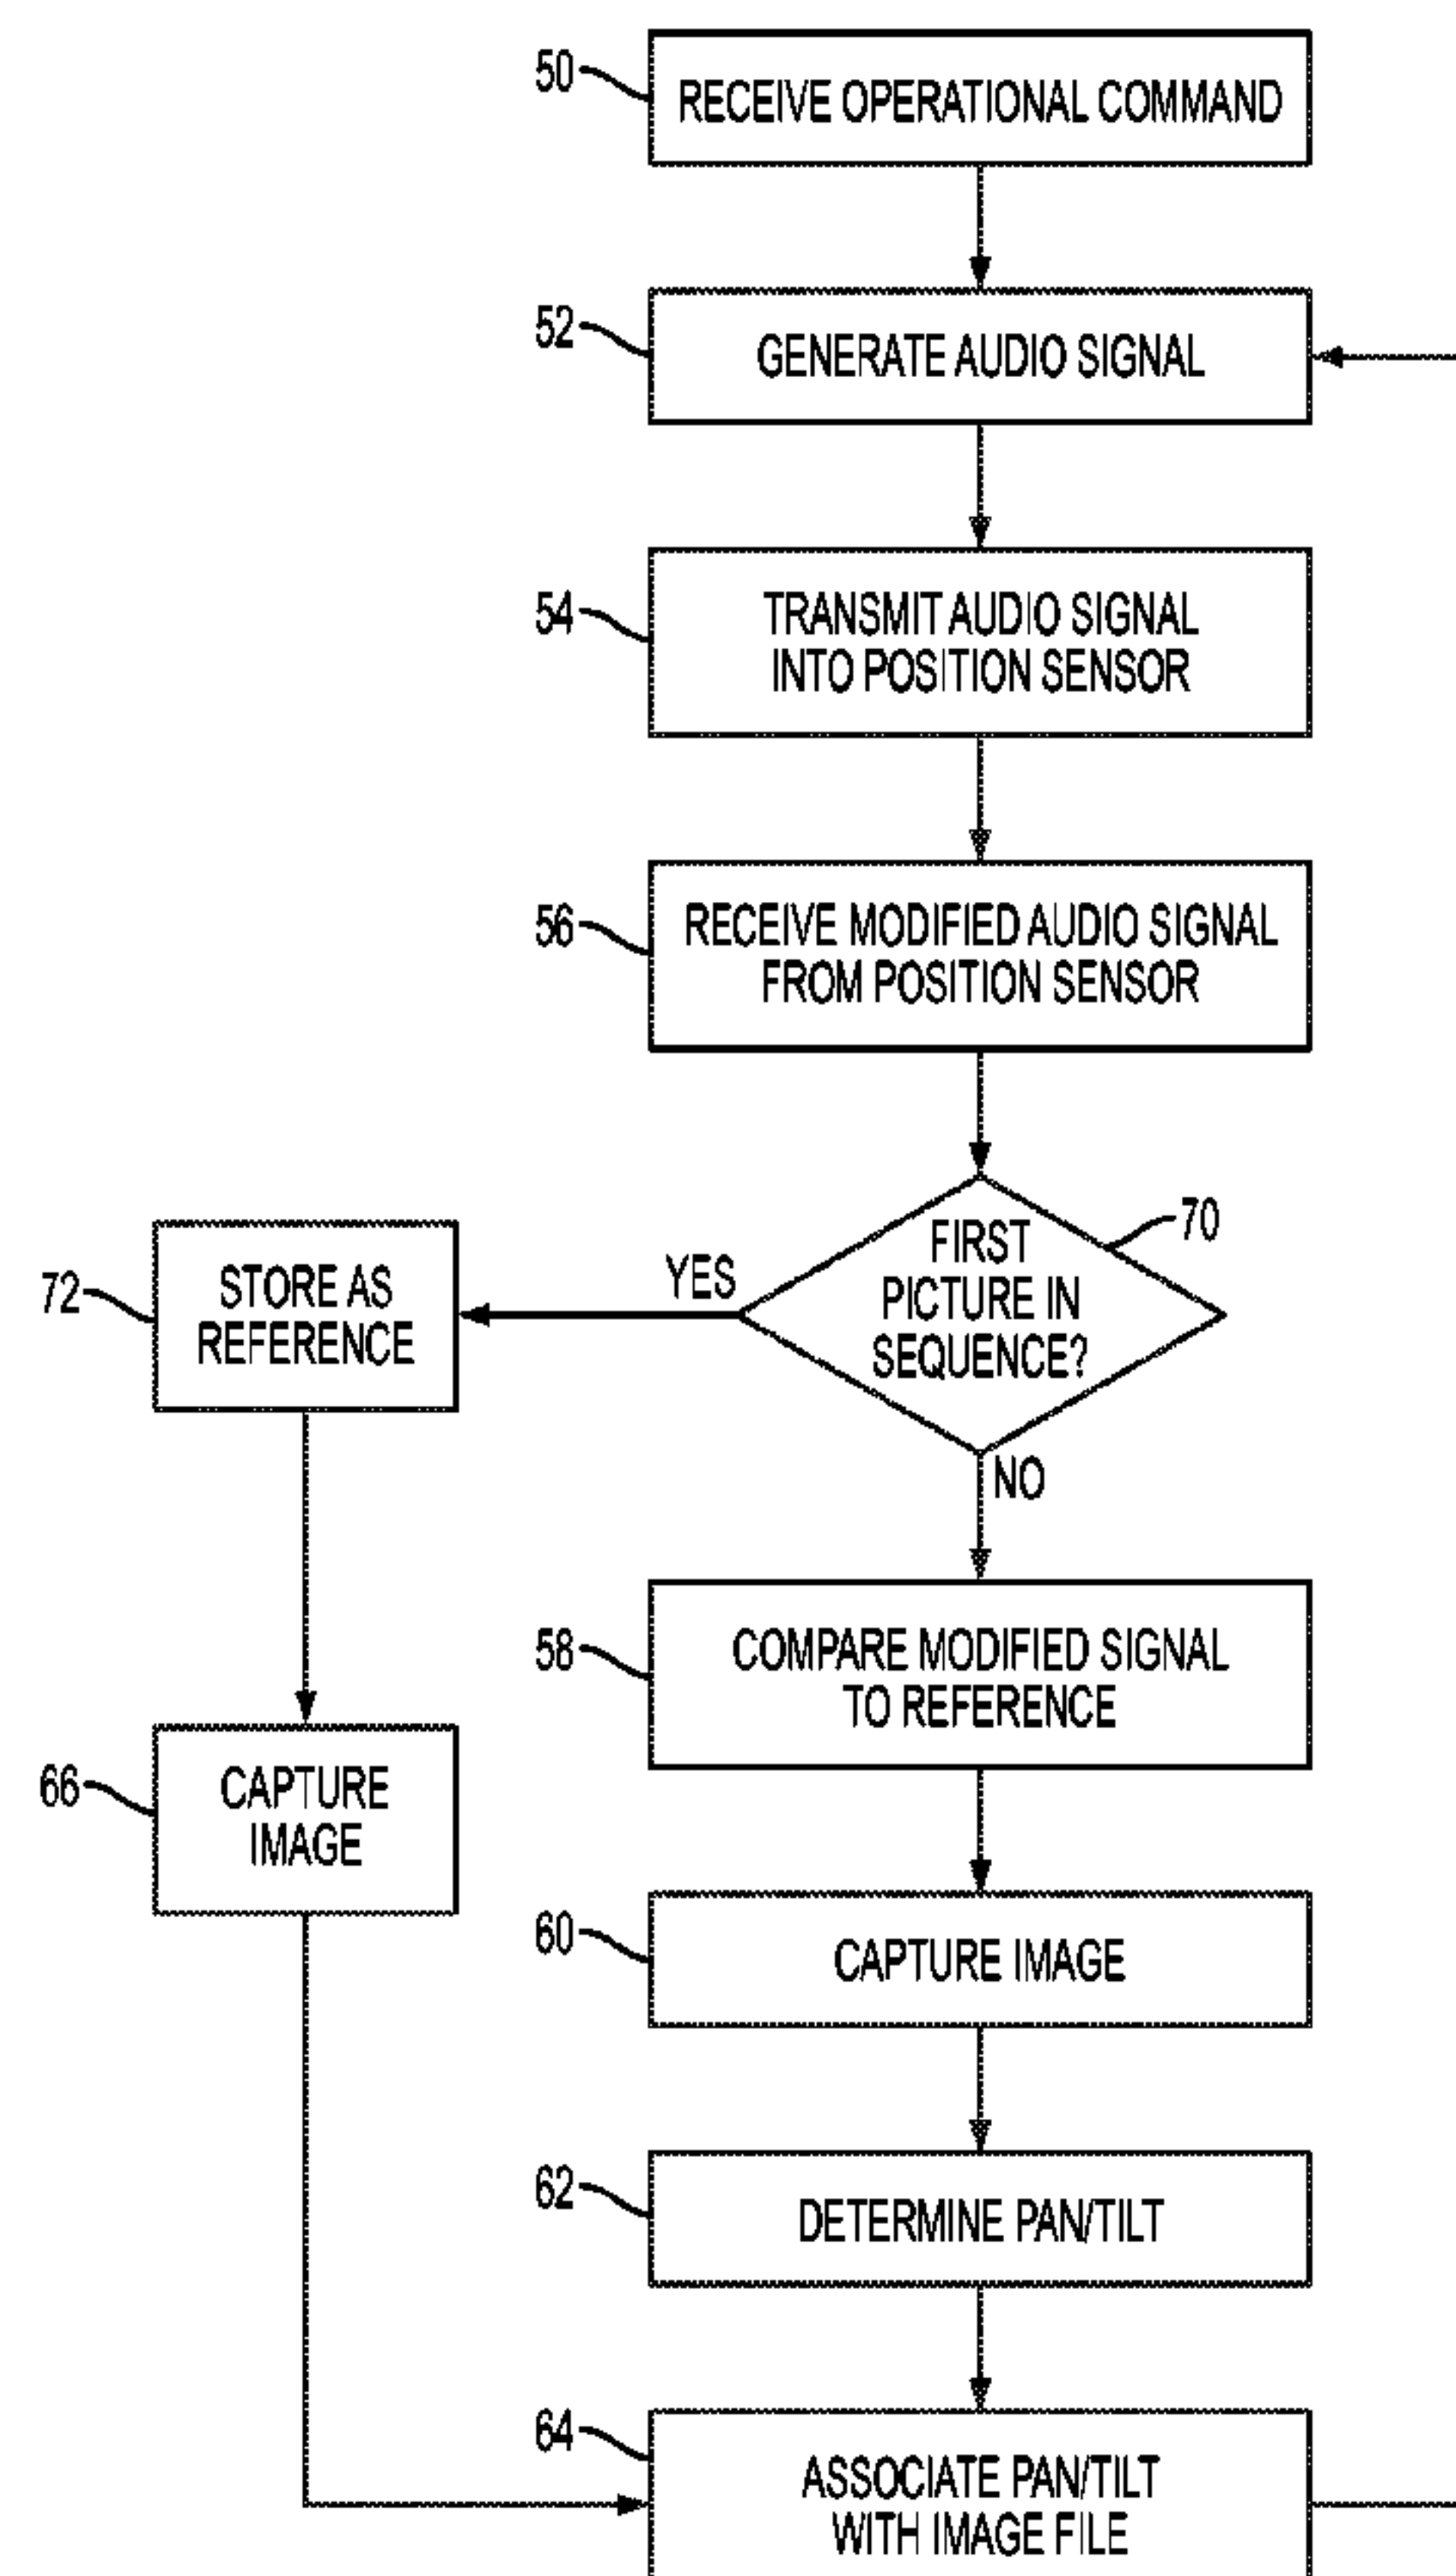 50
RECEIVE OPERATIONAL COMMAND
52
GENERATE AUDIO SIGNAL
54
TRANSMIT AUDIO SIGNAL
INTO POSITION SENSOR
56
RECEIVE MODIFIED AUDIO SIGNAL
FROM POSITION SENSOR
70
FIRST
PICTURE IN
SEQUENCE?
YES
72
STORE AS
REFERENCE
NO
58
COMPARE MODIFIED SIGNAL
TO REFERENCE
66
CAPTURE
IMAGE
60
CAPTURE IMAGE
62
DETERMINE PAN/TILT
64
ASSOCIATE PAN/TILT
WITH IMAGE FILE